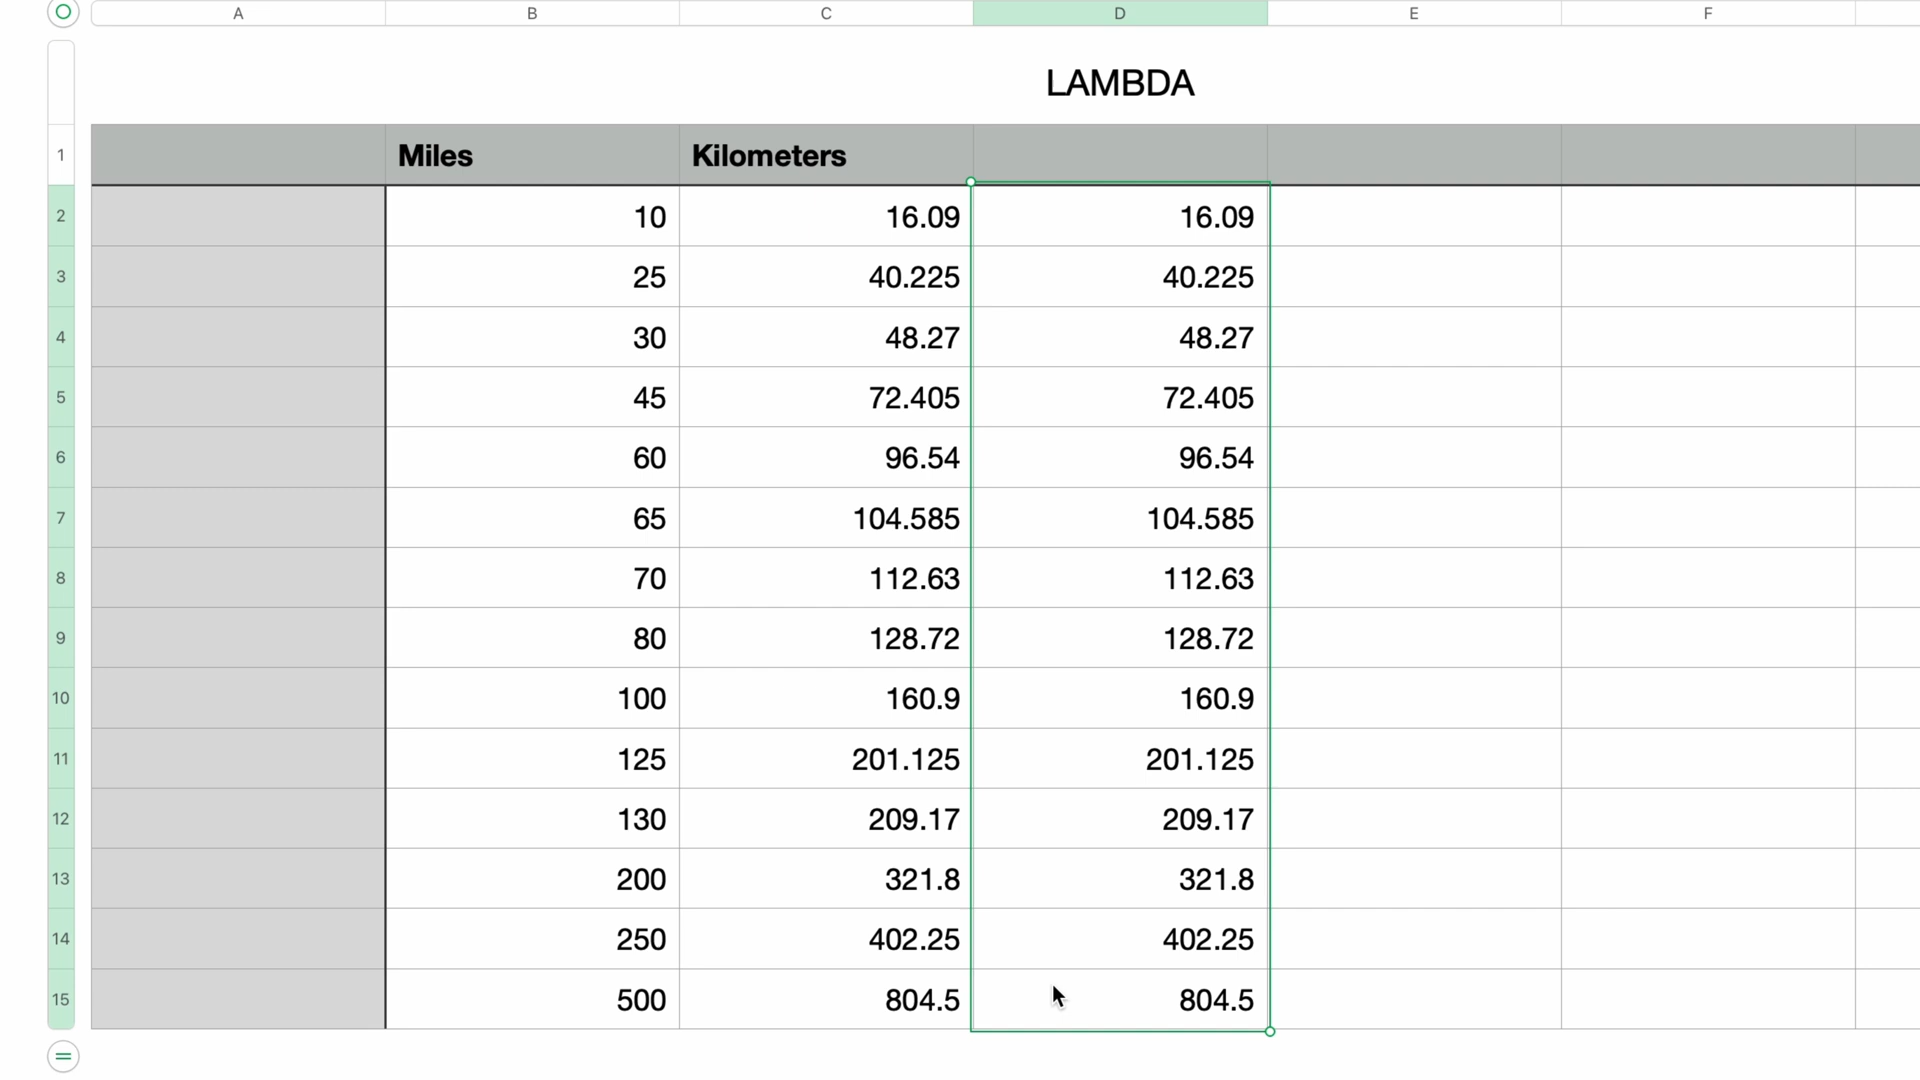 A B C D E F
LAMBDA
1 Miles Kilometers
2 10 16.09 16.09
3 25 40.225 40.225
4 30 48.27 48.27
5 45 72.405 72.405
6 60 96.54 96.54
7 65 104.585 104.585
8 70 112.63 112.63
9 80 128.72 128.72
10 100 160.9 160.9
11 125 201.125 201.125
12 130 209.17 209.17
13 200 321.8 321.8
14 250 402.25 402.25
15 500 804.5 804.5